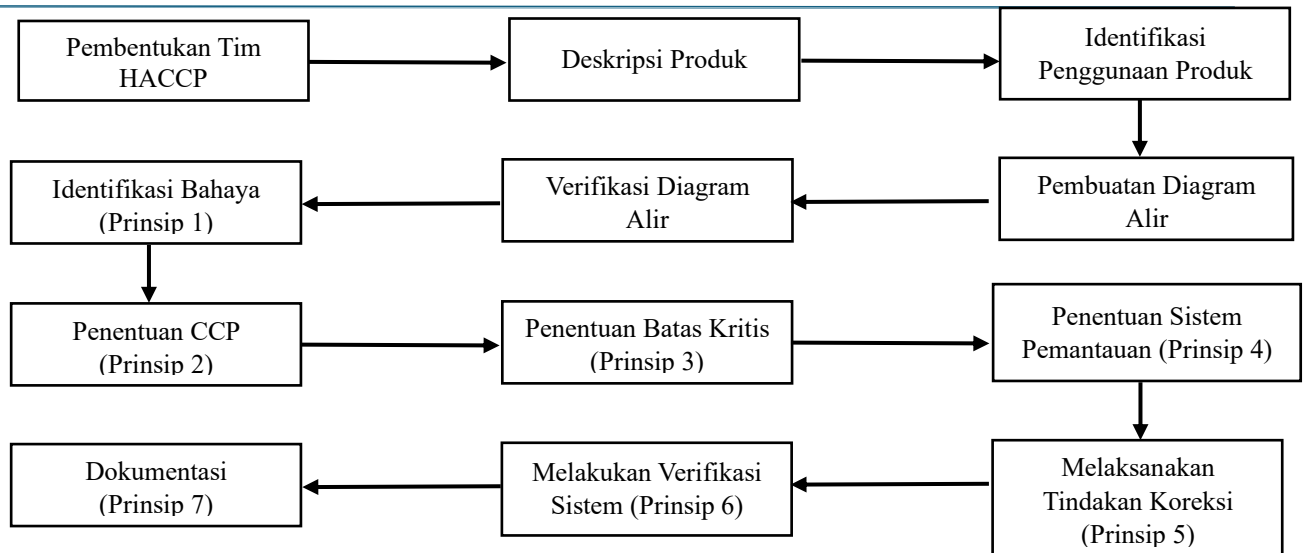 Pembentukan Tim
HACCP
Deskripsi Produk
Identifikasi
Penggunaan Produk
Pembuatan Diagram
Alir
Verifikasi Diagram
Alir
Identifikasi Bahaya
(Prinsip 1)
Penentuan CCP
(Prinsip 2)
Penentuan Batas Kritis
(Prinsip 3)
Penentuan Sistem
Pemantauan (Prinsip 4)
Melaksanakan
Tindakan Koreksi
(Prinsip 5)
Melakukan Verifikasi
Sistem (Prinsip 6)
Dokumentasi
(Prinsip 7)